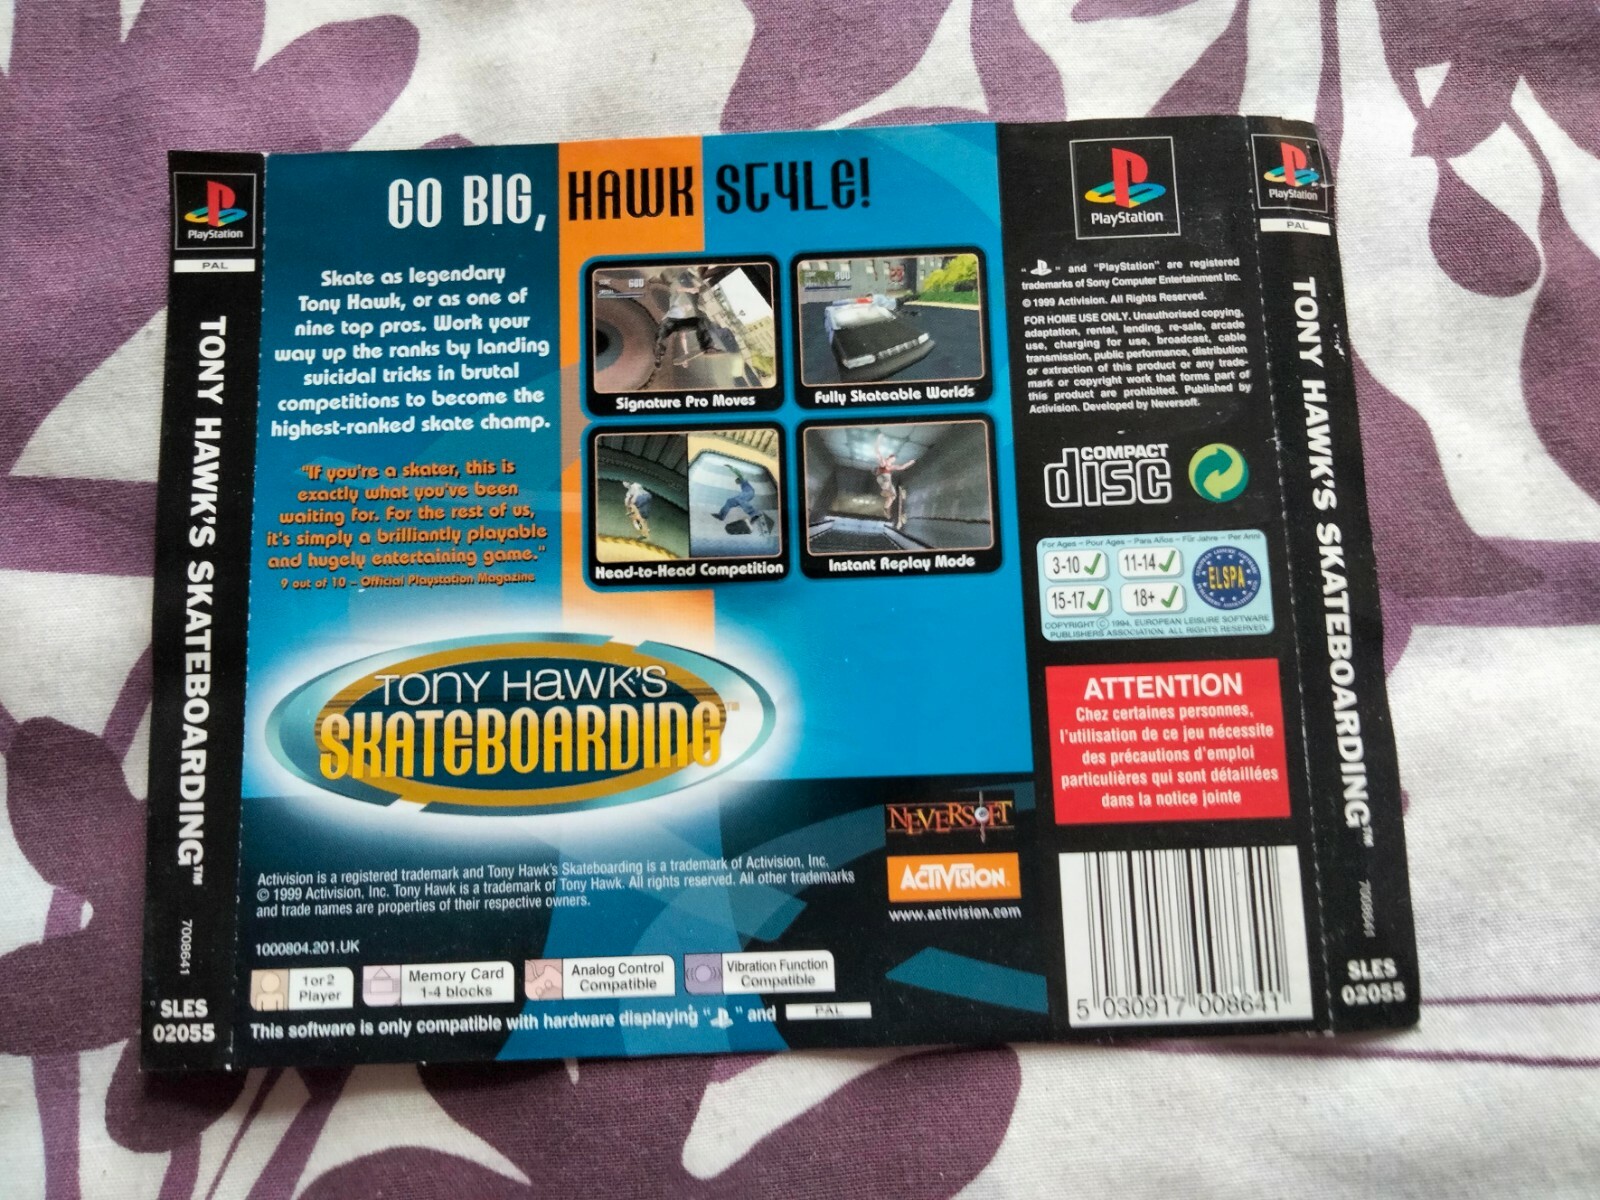 PlayStation
PAL
TONY HAWK'S SKATEBOARDING™
7008641
SLES
02055
GO BIG, HAWK STYLE!
Skate as legendary
Tony Hawk, or as one of
nine top pros. Work your
way up the ranks by landing
suicidal tricks in brutal
competitions to become the
highest-ranked skate champ.
"If you're a skater, this is
exactly what you've been
waiting for. For the rest of us,
it's simply a brilliantly playable
and hugely entertaining game."
9 out of 10 – Official Playstation Magazine
Signature Pro Moves
Fully Skateable Worlds
Head-to-Head Competition
Instant Replay Mode
TONY HAWK'S
SKATEBOARDING™
NEVERSOFT
ACTIVISION.
www.activision.com
Activision is a registered trademark and Tony Hawk's Skateboarding is a trademark of Activision, Inc.
© 1999 Activision, Inc. Tony Hawk is a trademark of Tony Hawk. All rights reserved. All other trademarks
and trade names are properties of their respective owners.
1000804.201.UK
1 or 2
Player
Memory Card
1-4 blocks
Analog Control
Compatible
Vibration Function
Compatible
This software is only compatible with hardware displaying " " and PAL
PlayStation
" " and "PlayStation" are registered
trademarks of Sony Computer Entertainment Inc.
© 1999 Activision. All Rights Reserved.
FOR HOME USE ONLY. Unauthorised copying,
adaptation, rental, lending, re-sale, arcade
use, charging for use, broadcast, cable
transmission, public performance, distribution
or extraction of this product or any trade-
mark or copyright work that forms part of
this product are prohibited. Published by
Activision. Developed by Neversoft.
COMPACT
disc
For Ages – Pour Ages – Para Años – Für Jahre – Per Anni
3-10 11-14
15-17 18+
ELSPA
COPYRIGHT © 1994, EUROPEAN LEISURE SOFTWARE
PUBLISHERS ASSOCIATION. ALL RIGHTS RESERVED.
ATTENTION
Chez certaines personnes,
l'utilisation de ce jeu nécessite
des précautions d'emploi
particulières qui sont détaillées
dans la notice jointe
5 030917 008641
PlayStation
PAL
TONY HAWK'S SKATEBOARDING™
7008641
SLES
02055